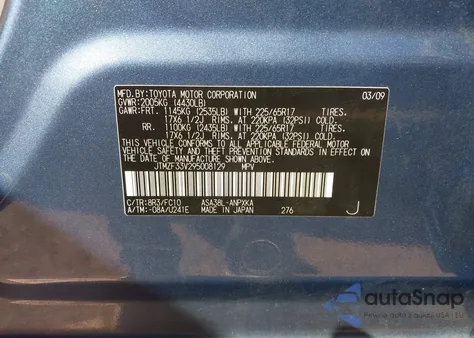 MFD.BY:TOYOTA MOTOR CORPORATION 03/09
GVWR:2005KG (4430LB)
GAWR:FRT. 1145KG (2535LB) WITH 225/65R17 TIRES.
17X6 1/2J RIMS, AT 220KPA (32PSI) COLD.
RR. 1100KG (2435LB) WITH 225/65R17 TIRES.
17X6 1/2J RIMS, AT 220KPA (32PSI) COLD.
THIS VEHICLE CONFORMS TO ALL APPLICABLE FEDERAL MOTOR
VEHICLE SAFETY AND THEFT PREVENTION STANDARDS IN EFFECT
ON THE DATE OF MANUFACTURE SHOWN ABOVE.
JTMZF33V295008129 MPV
C/TR:8R3/FC10 ASA38L-ANPXKA
A/TM:-08A/U241E MADE IN JAPAN 276 J
autoSnap